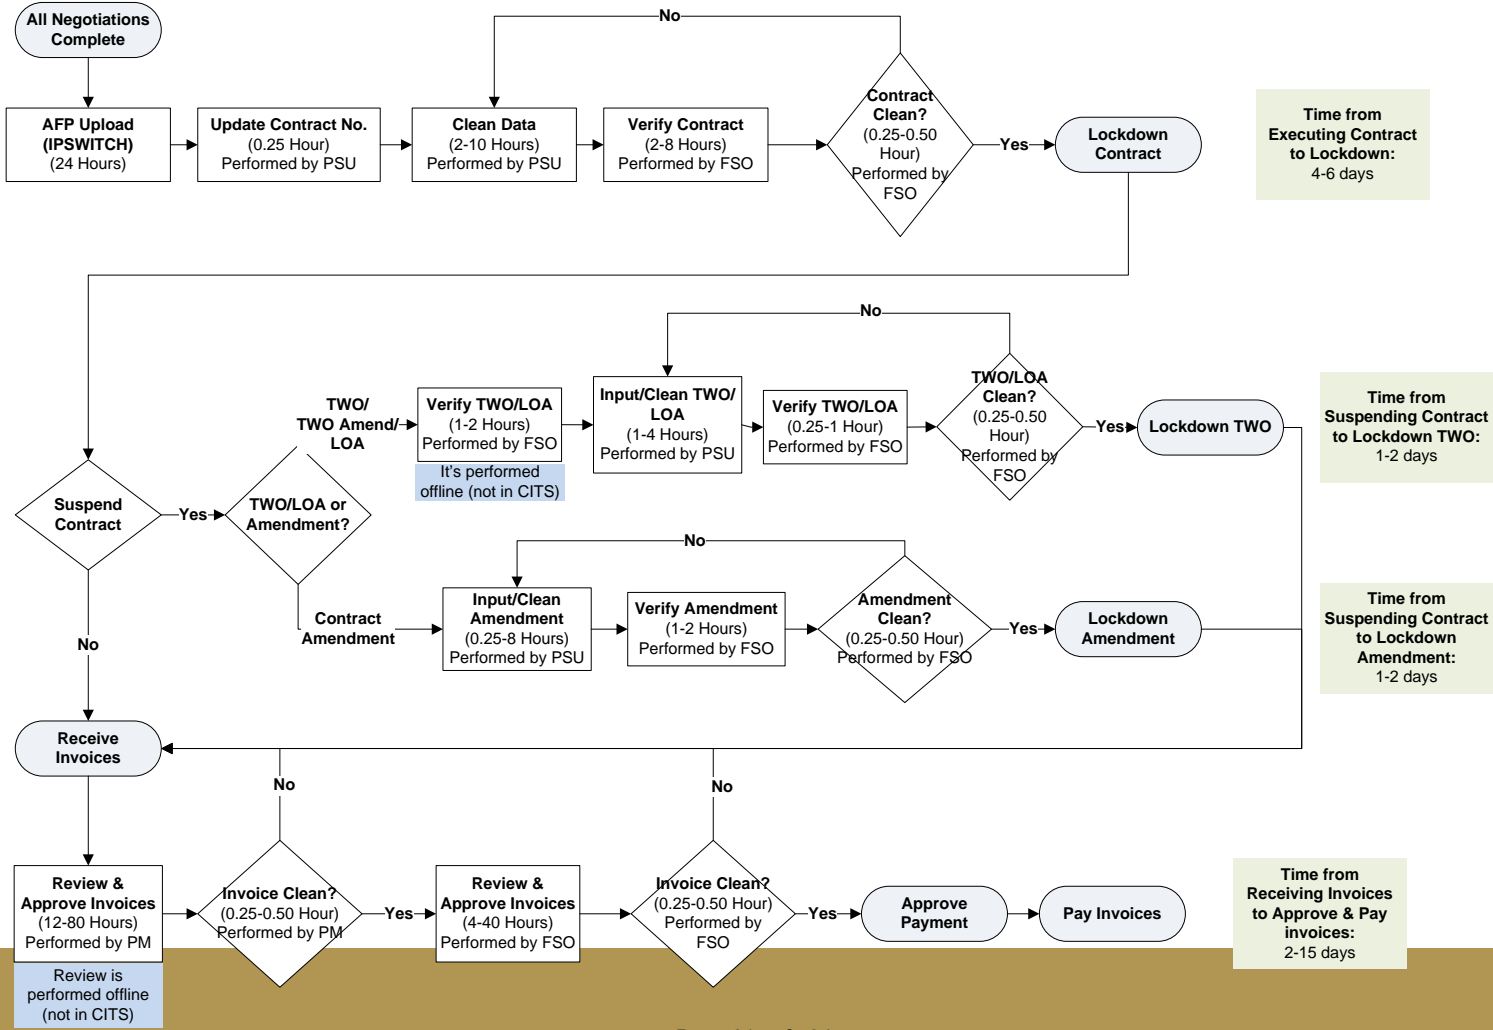 All Negotiations
Complete
No
AFP Upload
(IPSWITCH)
(24 Hours)
Update Contract No.
(0.25 Hour)
Performed by PSU
Clean Data
(2-10 Hours)
Performed by PSU
Verify Contract
(2-8 Hours)
Performed by FSO
Contract
Clean?
(0.25-0.50
Hour)
Performed by
FSO
Yes
Lockdown
Contract
Time from
Executing Contract
to Lockdown:
4-6 days
No
TWO/
TWO Amend/
LOA
Verify TWO/LOA
(1-2 Hours)
Performed by FSO
It's performed
offline (not in CITS)
Input/Clean TWO/
LOA
(1-4 Hours)
Performed by PSU
Verify TWO/LOA
(0.25-1 Hour)
Performed by FSO
TWO/LOA
Clean?
(0.25-0.50
Hour)
Performed by
FSO
Yes
Lockdown TWO
Time from
Suspending Contract
to Lockdown TWO:
1-2 days
Suspend
Contract
Yes
TWO/LOA or
Amendment?
No
Contract
Amendment
Input/Clean
Amendment
(0.25-8 Hours)
Performed by PSU
Verify Amendment
(1-2 Hours)
Performed by FSO
Amendment
Clean?
(0.25-0.50 Hour)
Performed by FSO
Yes
Lockdown
Amendment
Time from
Suspending Contract
to Lockdown
Amendment:
1-2 days
No
Receive
Invoices
No
No
Review &
Approve Invoices
(12-80 Hours)
Performed by PM
Review is
performed offline
(not in CITS)
Invoice Clean?
(0.25-0.50 Hour)
Performed by PM
Yes
Review &
Approve Invoices
(4-40 Hours)
Performed by FSO
Invoice Clean?
(0.25-0.50 Hour)
Performed by
FSO
Yes
Approve
Payment
Pay Invoices
Time from
Receiving Invoices
to Approve & Pay
invoices:
2-15 days